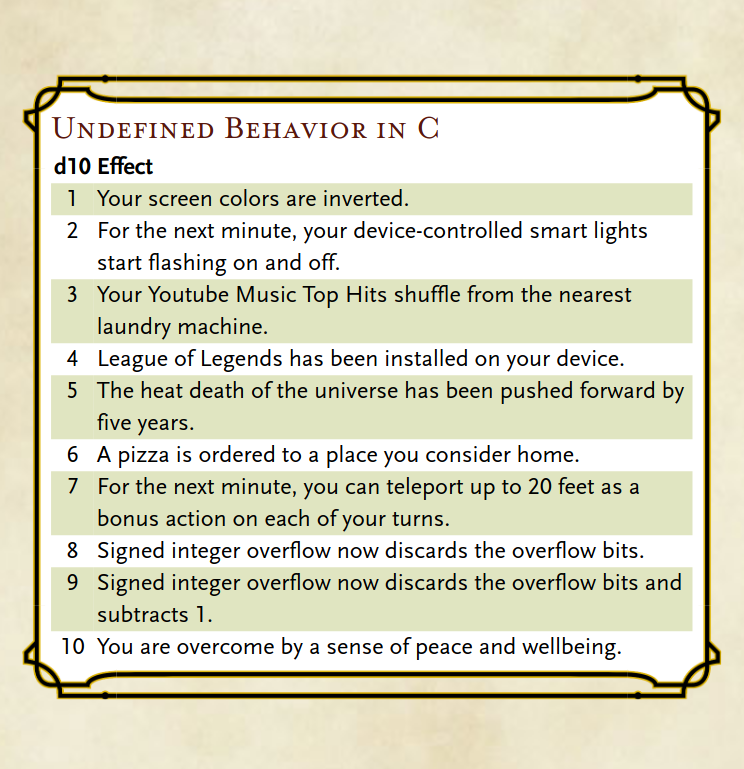 Undefined Behavior in C
d10 Effect
1 Your screen colors are inverted.
2 For the next minute, your device-controlled smart lights
start flashing on and off.
3 Your Youtube Music Top Hits shuffle from the nearest
laundry machine.
4 League of Legends has been installed on your device.
5 The heat death of the universe has been pushed forward by
five years.
6 A pizza is ordered to a place you consider home.
7 For the next minute, you can teleport up to 20 feet as a
bonus action on each of your turns.
8 Signed integer overflow now discards the overflow bits.
9 Signed integer overflow now discards the overflow bits and
subtracts 1.
10 You are overcome by a sense of peace and wellbeing.